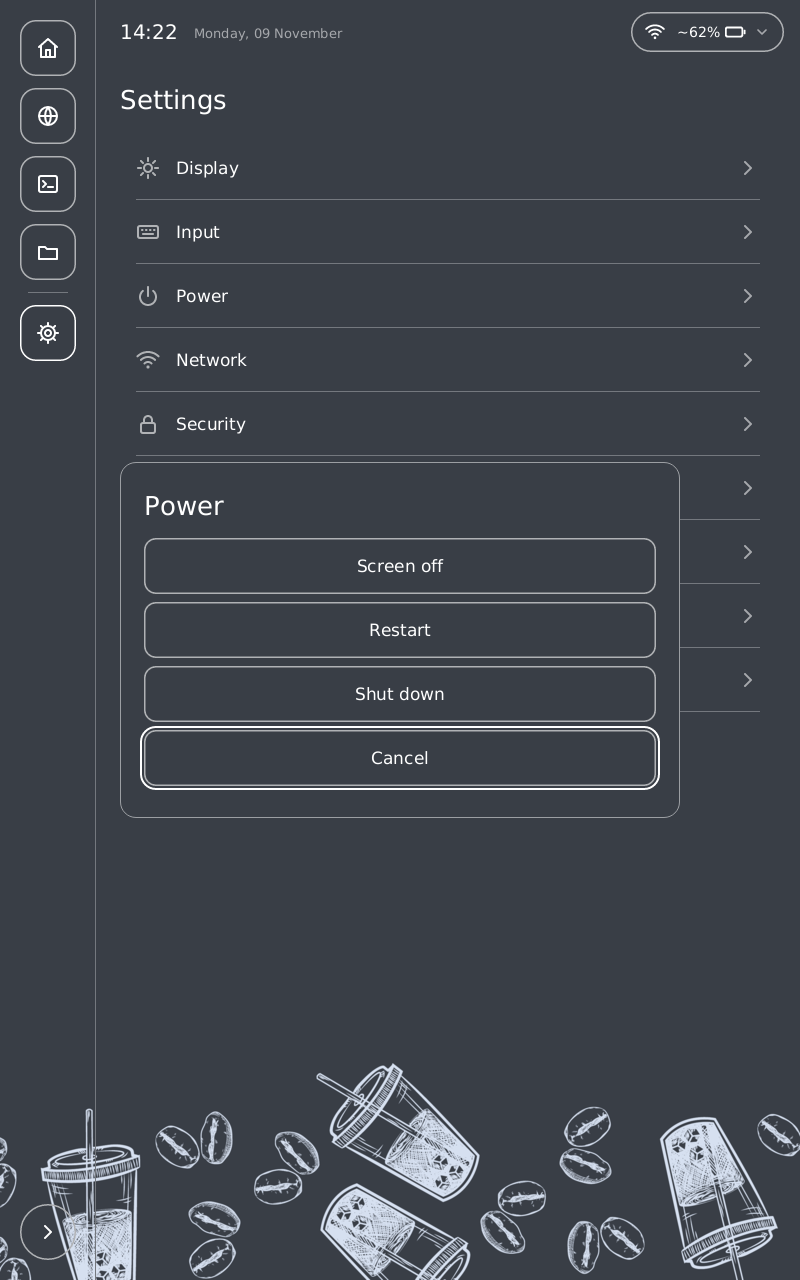 14:22 Monday, 09 November
~62%
Settings
Display
Input
Power
Network
Security
Power
Screen off
Restart
Shut down
Cancel